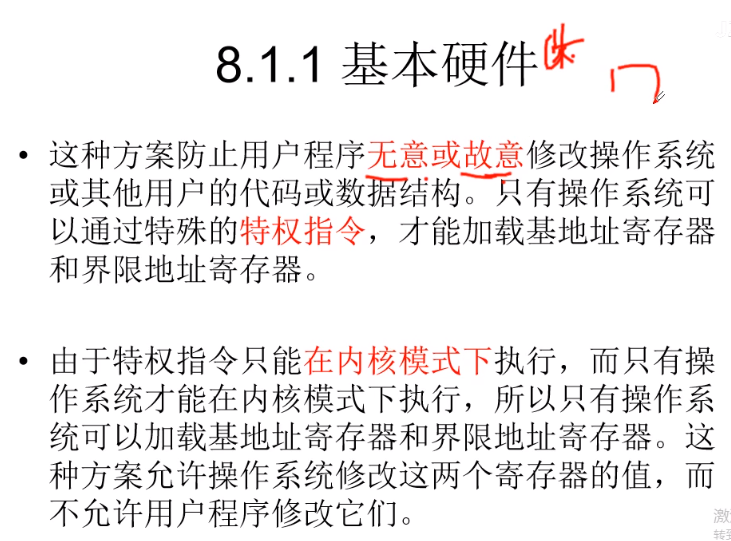 8.1.1 基本硬件
• 这种方案防止用户程序无意或故意修改操作系统
或其他用户的代码或数据结构。只有操作系统可
以通过特殊的特权指令，才能加载基地址寄存器
和界限地址寄存器。
• 由于特权指令只能在内核模式下执行，而只有操
作系统才能在内核模式下执行，所以只有操作系
统可以加载基地址寄存器和界限地址寄存器。这
种方案允许操作系统修改这两个寄存器的值，而
不允许用户程序修改它们。